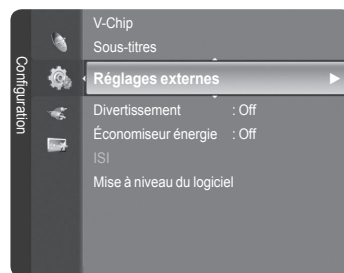 Configuration
V-Chip
Sous-titres
Réglages externes
Divertissement : Off
Économiseur énergie : Off
ISI
Mise à niveau du logiciel